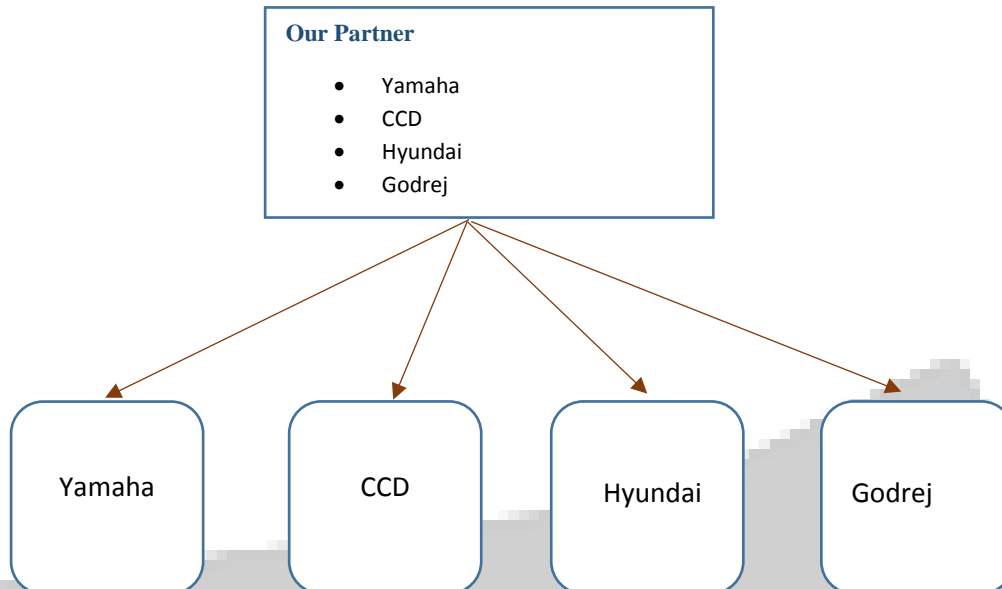 Our Partner
• Yamaha
• CCD
• Hyundai
• Godrej
Yamaha
CCD
Hyundai
Godrej